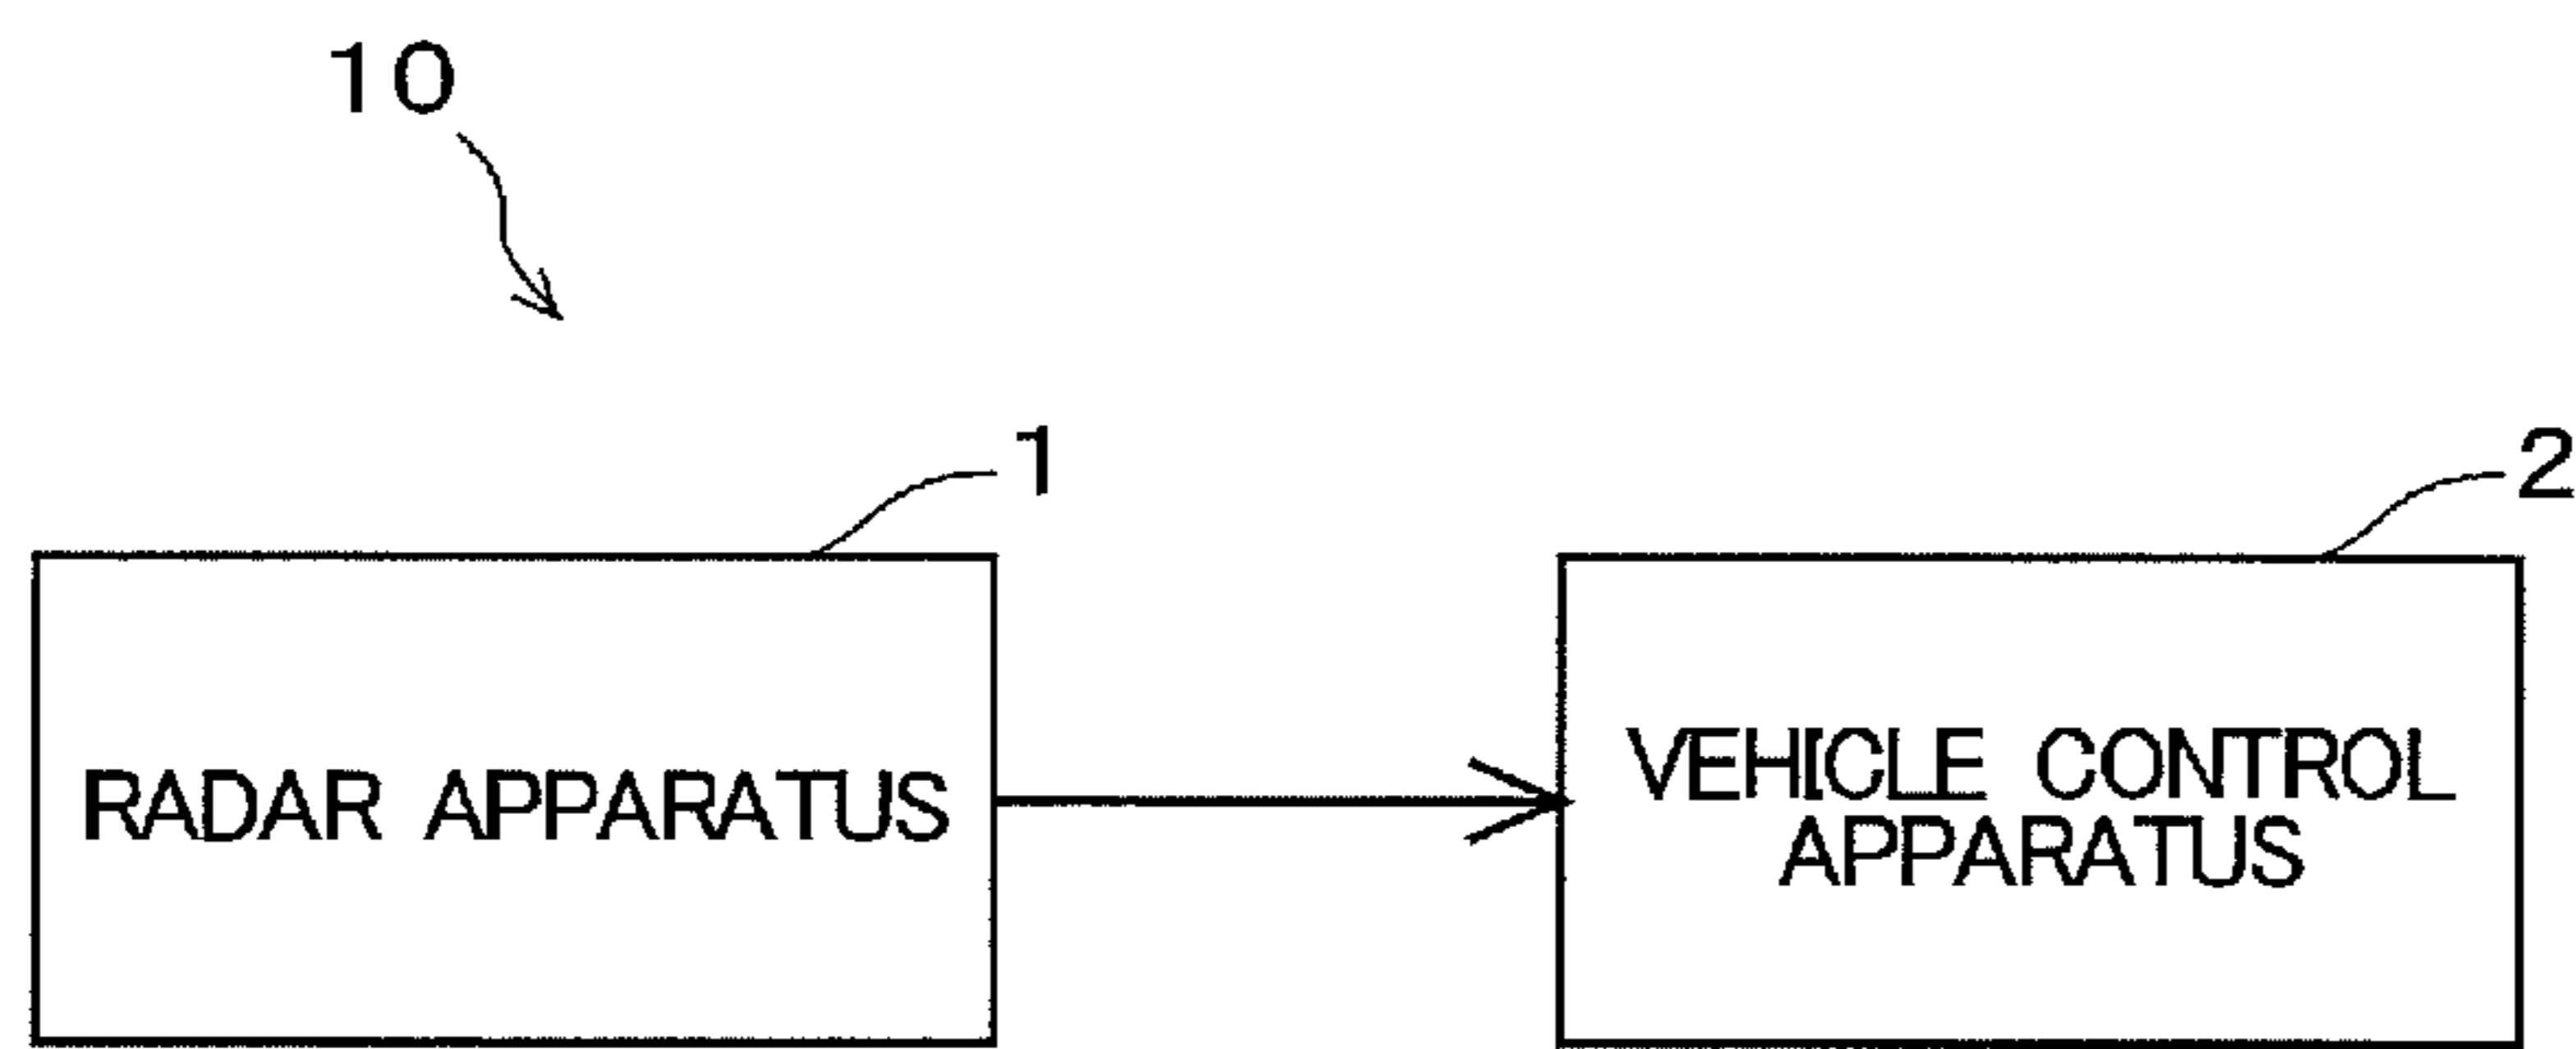 10
1
2
RADAR APPARATUS
VEHICLE CONTROL
APPARATUS